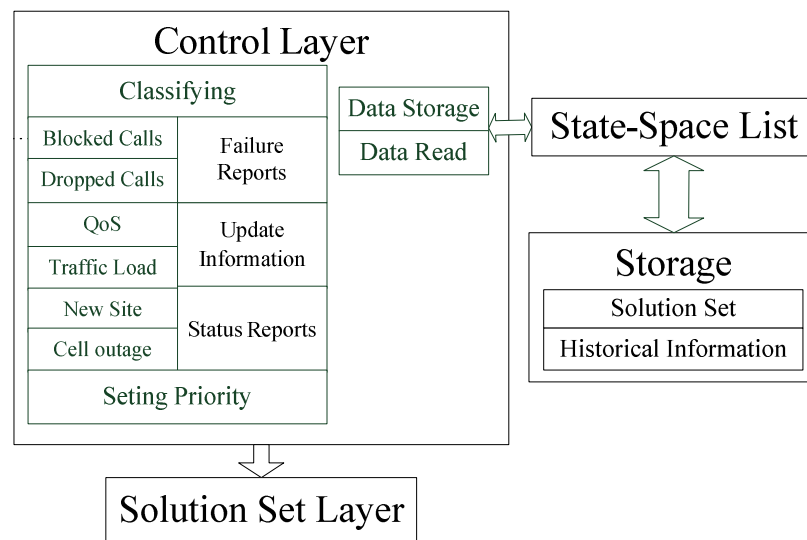 Control Layer
Classifying
Blocked Calls
Dropped Calls
Failure
Reports
QoS
Traffic Load
Update
Information
New Site
Cell outage
Status Reports
Seting Priority
Data Storage
Data Read
State-Space List
Storage
Solution Set
Historical Information
Solution Set Layer